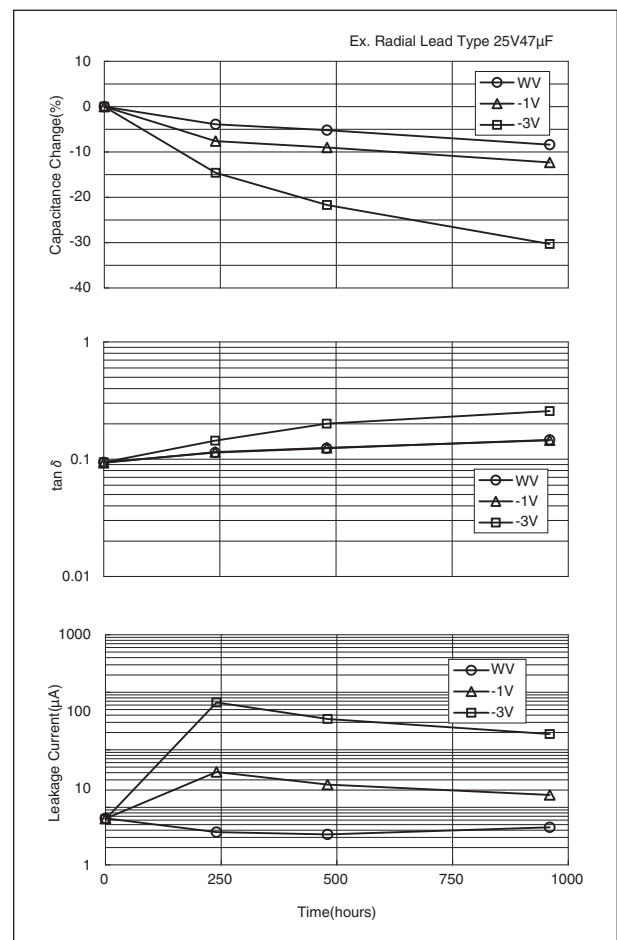 Ex. Radial Lead Type 25V47μF
Capacitance Change(%)
10
0
-10
-20
-30
-40
WV
-1V
-3V
tan δ
1
0.1
0.01
WV
-1V
-3V
Leakage Current(μA)
1000
100
10
1
WV
-1V
-3V
0
250
500
750
1000
Time(hours)